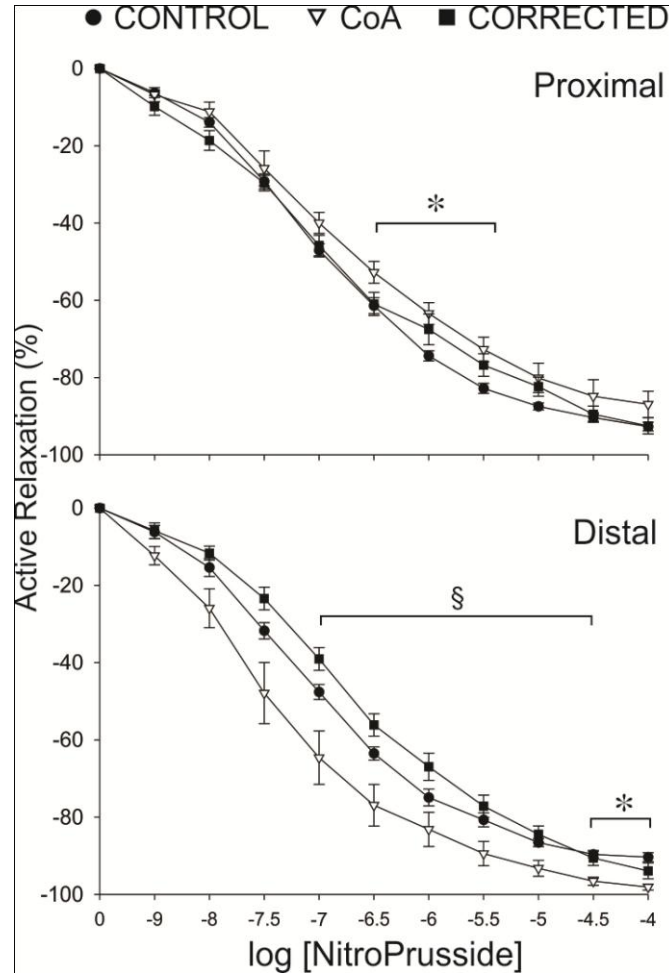 ● CONTROL ▽ CoA ■ CORRECTED
Proximal
0
-20
-40
-60
-80
-100
*
Active Relaxation (%)
Distal
0
-20
-40
-60
-80
-100
§
*
0 -9 -8 -7.5 -7 -6.5 -6 -5.5 -5 -4.5 -4
log [NitroPrusside]